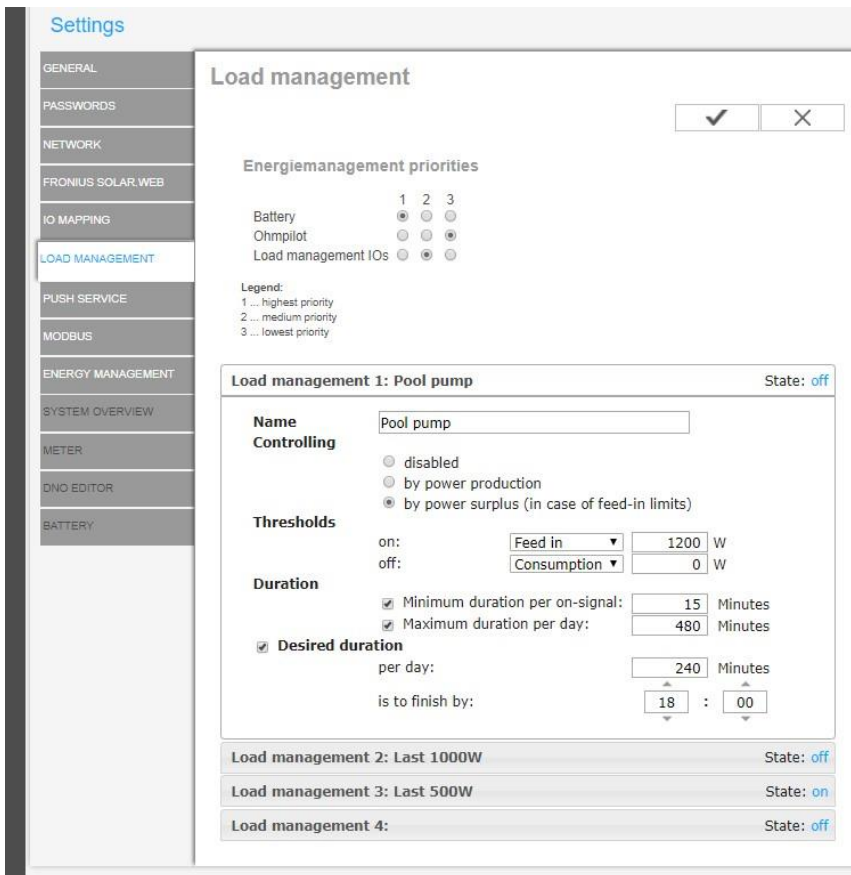 Settings
GENERAL
PASSWORDS
NETWORK
FRONIUS SOLAR.WEB
IO MAPPING
LOAD MANAGEMENT
PUSH SERVICE
MODBUS
ENERGY MANAGEMENT
SYSTEM OVERVIEW
METER
DNO EDITOR
BATTERY
Load management
Energiemanagement priorities
1 2 3
Battery
Ohmpilot
Load management IOs
Legend:
1 ... highest priority
2 ... medium priority
3 ... lowest priority
Load management 1: Pool pump State: off
Name Pool pump
Controlling
disabled
by power production
by power surplus (in case of feed-in limits)
Thresholds
on: Feed in 1200 W
off: Consumption 0 W
Duration
Minimum duration per on-signal: 15 Minutes
Maximum duration per day: 480 Minutes
Desired duration
per day: 240 Minutes
is to finish by: 18 : 00
Load management 2: Last 1000W State: off
Load management 3: Last 500W State: on
Load management 4: State: off